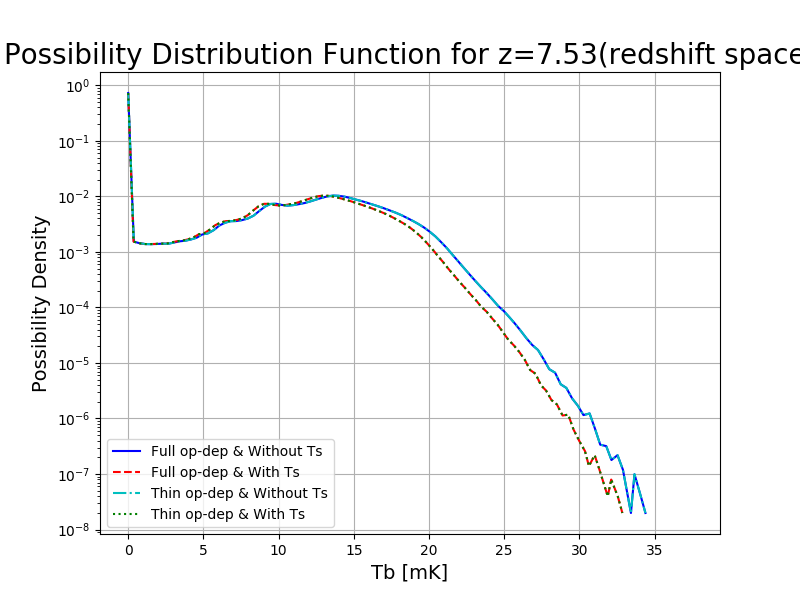 Possibility Distribution Function for z=7.53(redshift space
Possibility Density
10⁰
10⁻¹
10⁻²
10⁻³
10⁻⁴
10⁻⁵
10⁻⁶
10⁻⁷
10⁻⁸
Full op-dep & Without Ts
Full op-dep & With Ts
Thin op-dep & Without Ts
Thin op-dep & With Ts
0 5 10 15 20 25 30 35
Tb [mK]